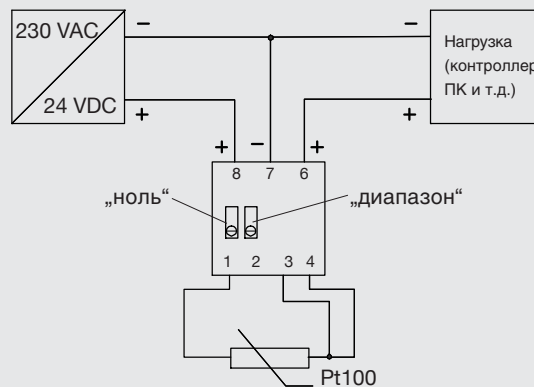 230 VAC
24 VDC
–
+
–
+
Нагрузка
(контроллер
ПК и т.д.)
+
–
+
8
7
6
„ноль“
„диапазон“
1
2
3
4
Pt100